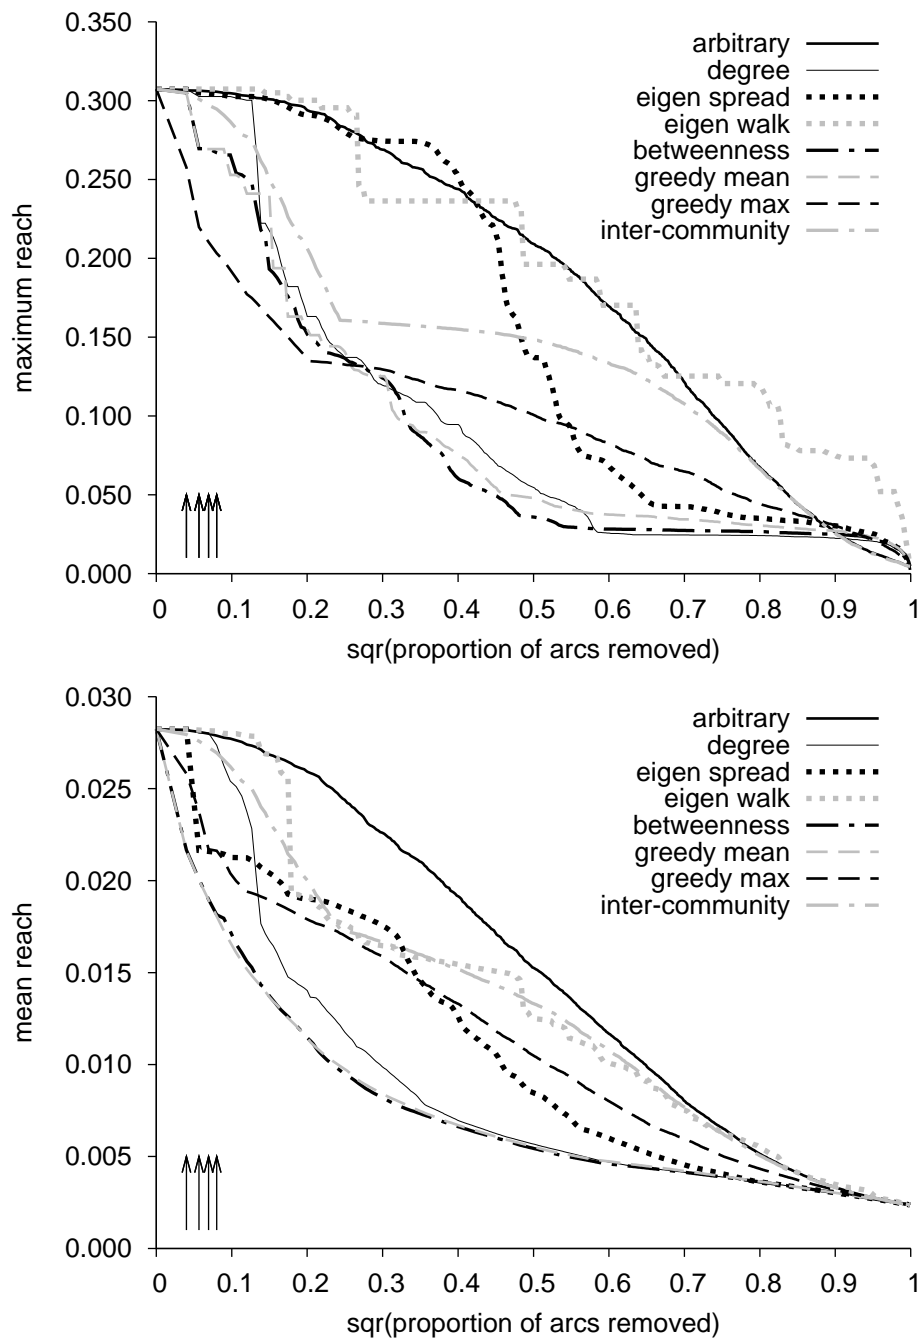 0.350
0.300
0.250
0.200
0.150
0.100
0.050
0.000
maximum reach
arbitrary
degree
eigen spread
eigen walk
betweenness
greedy mean
greedy max
inter-community
0 0.1 0.2 0.3 0.4 0.5 0.6 0.7 0.8 0.9 1
sqr(proportion of arcs removed)
0.030
0.025
0.020
0.015
0.010
0.005
0.000
mean reach
arbitrary
degree
eigen spread
eigen walk
betweenness
greedy mean
greedy max
inter-community
0 0.1 0.2 0.3 0.4 0.5 0.6 0.7 0.8 0.9 1
sqr(proportion of arcs removed)